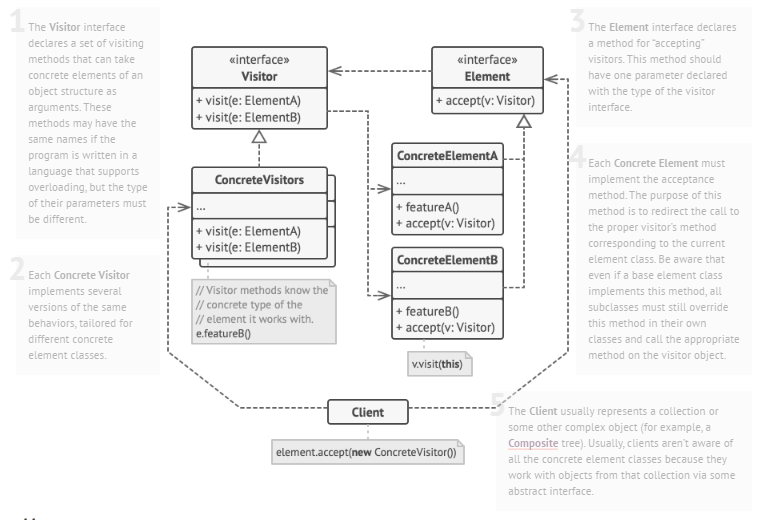 1
The Visitor interface
declares a set of visiting
methods that can take
concrete elements of an
object structure as
arguments. These
methods may have the
same names if the
program is written in a
language that supports
overloading, but the type
of their parameters must
be different.
2
Each Concrete Visitor
implements several
versions of the same
behaviors, tailored for
different concrete
element classes.
«interface»
Visitor
+ visit(e: ElementA)
+ visit(e: ElementB)
ConcreteVisitors
...
+ visit(e: ElementA)
+ visit(e: ElementB)
// Visitor methods know the
// concrete type of the
// element it works with.
e.featureB()
«interface»
Element
+ accept(v: Visitor)
ConcreteElementA
...
+ featureA()
+ accept(v: Visitor)
ConcreteElementB
...
+ featureB()
+ accept(v: Visitor)
v.visit(this)
Client
element.accept(new ConcreteVisitor())
3
The Element interface declares
a method for “accepting”
visitors. This method should
have one parameter declared
with the type of the visitor
interface.
4
Each Concrete Element must
implement the acceptance
method. The purpose of this
method is to redirect the call to
the proper visitor’s method
corresponding to the current
element class. Be aware that
even if a base element class
implements this method, all
subclasses must still override
this method in their own
classes and call the appropriate
method on the visitor object.
5
The Client usually represents a collection or
some other complex object (for example, a
Composite tree). Usually, clients aren’t aware of
all the concrete element classes because they
work with objects from that collection via some
abstract interface.